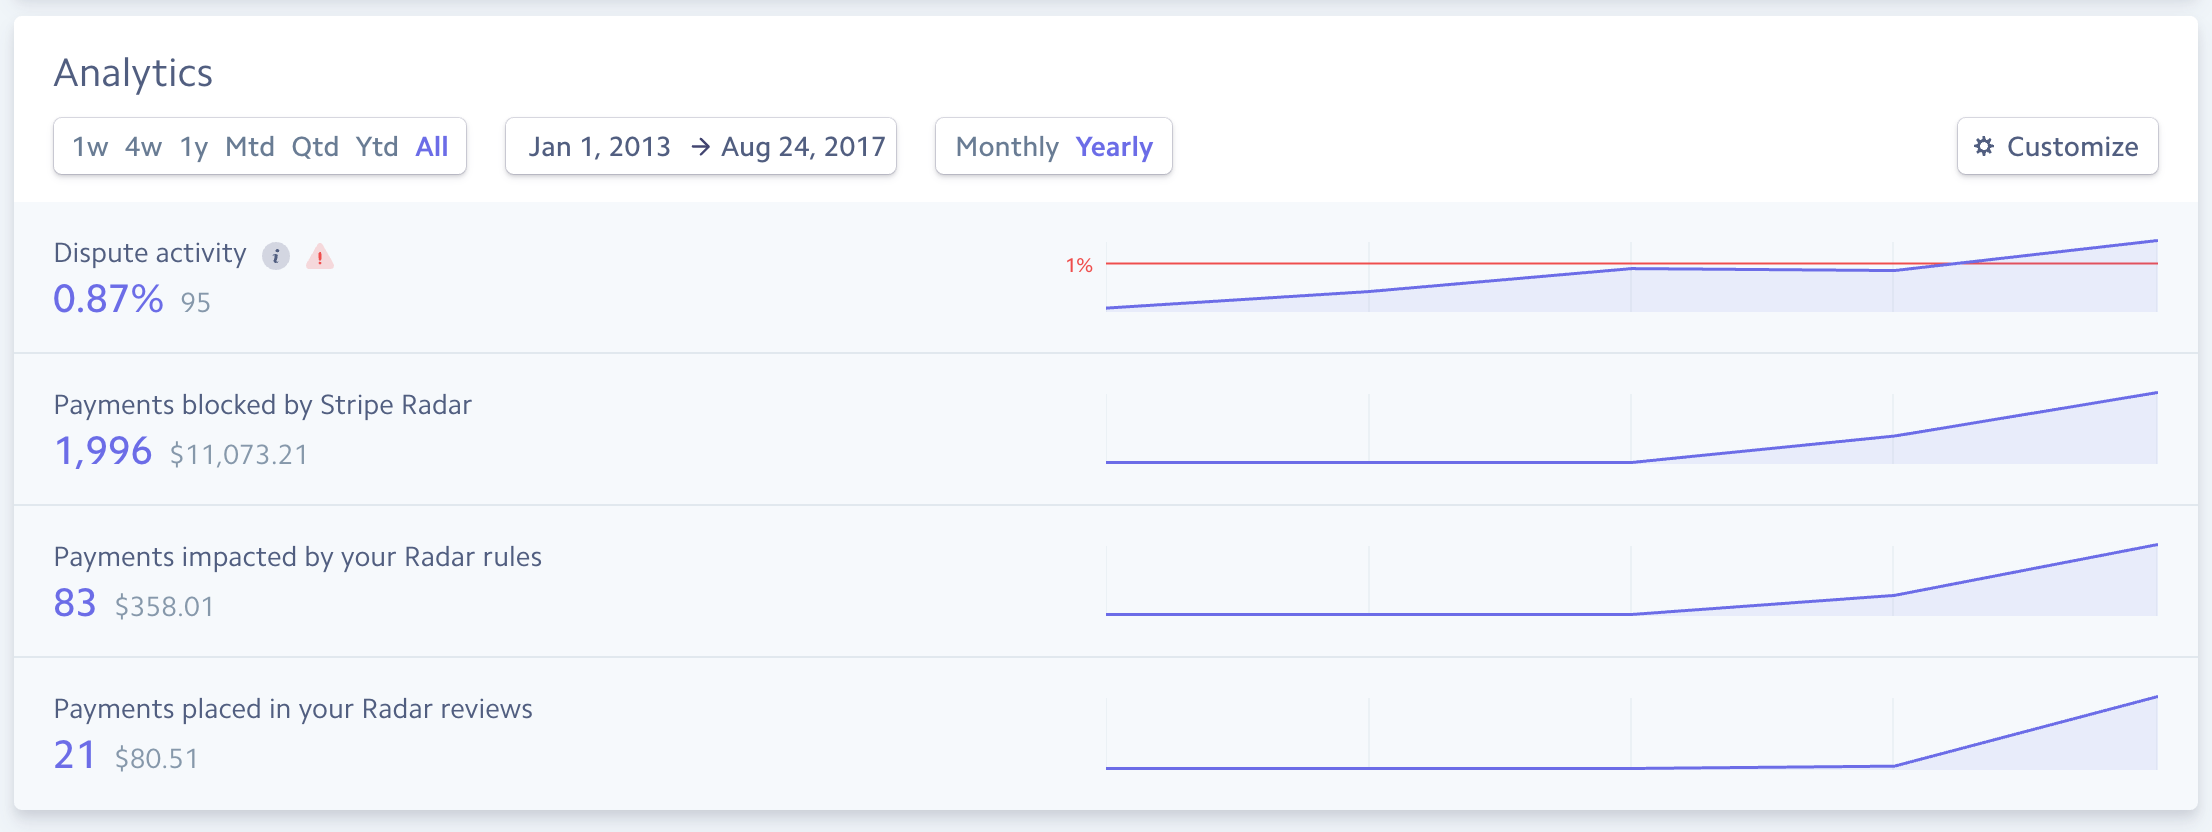 Analytics
1w 4w 1y Mtd Qtd Ytd All
Jan 1, 2013 → Aug 24, 2017
Monthly Yearly
Customize
Dispute activity i !
0.87% 95
1%
Payments blocked by Stripe Radar
1,996 $11,073.21
Payments impacted by your Radar rules
83 $358.01
Payments placed in your Radar reviews
21 $80.51